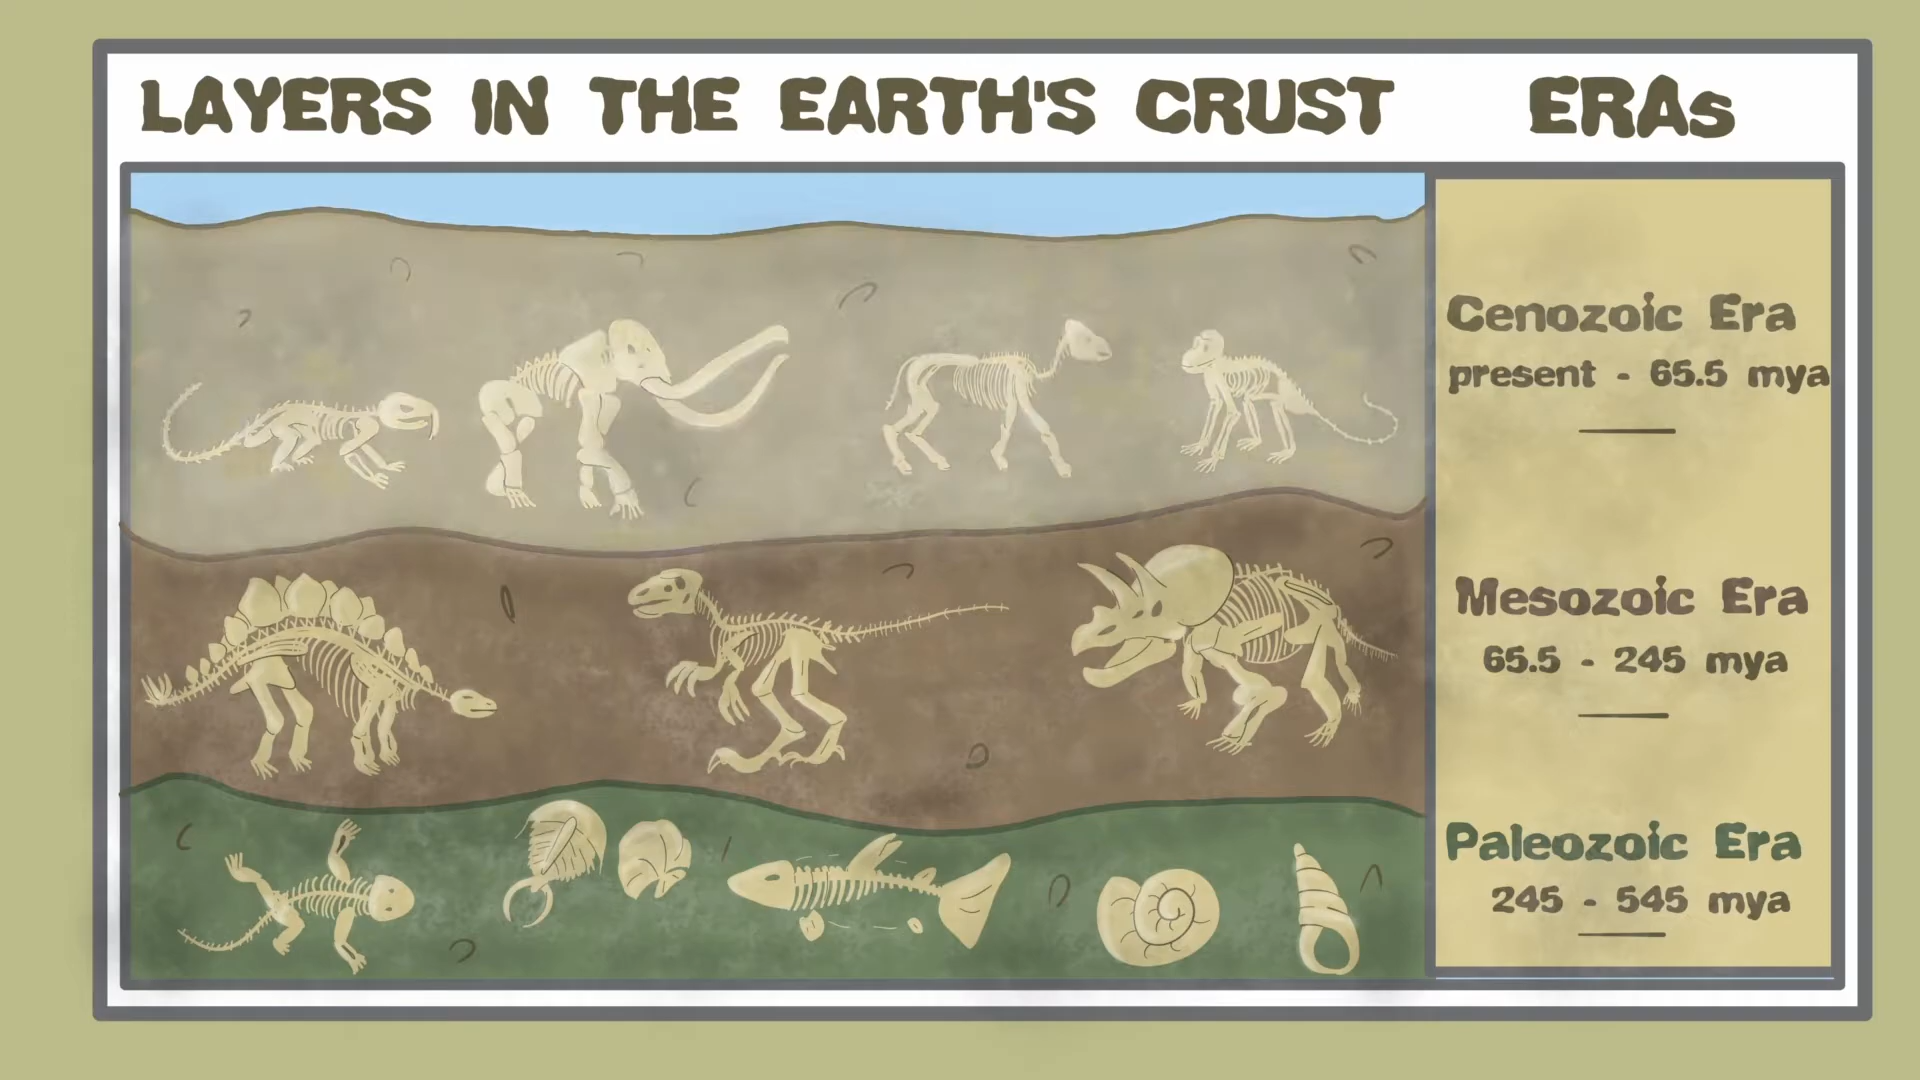 LAYERS IN THE EARTH'S CRUST
ERAs
Cenozoic Era
present - 65.5 mya
Mesozoic Era
65.5 - 245 mya
Paleozoic Era
245 - 545 mya